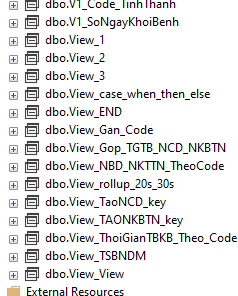 dbo.V1_Code_TinhThanh
dbo.V1_SoNgayKhoiBenh
dbo.View_1
dbo.View_2
dbo.View_3
dbo.View_case_when_then_else
dbo.View_END
dbo.View_Gan_Code
dbo.View_Gop_TGTB_NCD_NKBTN
dbo.View_NBD_NKTTN_TheoCode
dbo.View_rollup_20s_30s
dbo.View_TaoNCD_key
dbo.View_TAONKBTN_key
dbo.View_ThoiGianTBKB_Theo_Code
dbo.View_TSBNDM
dbo.View_View
External Resources